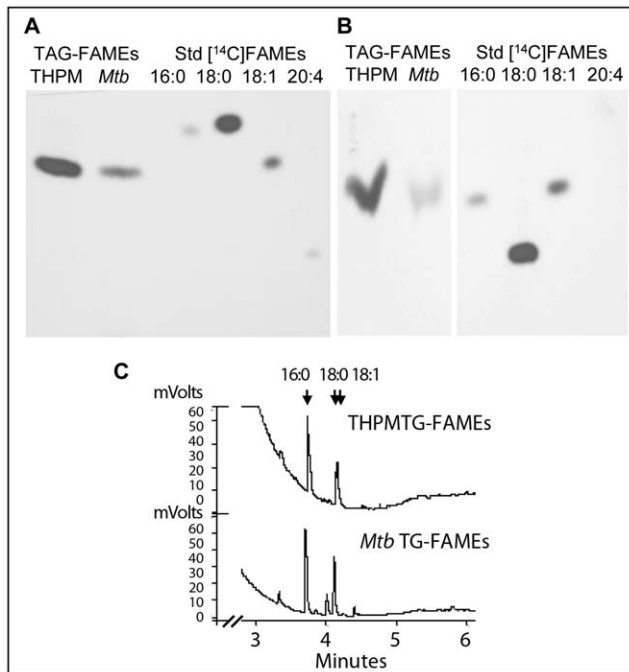 A
TAG-FAMEs Std [14C]FAMEs
THPM Mtb 16:0 18:0 18:1 20:4
B
TAG-FAMEs Std [14C]FAMEs
THPM Mtb 16:0 18:0 18:1 20:4
C
16:0 18:0 18:1
mVolts
60
50
40
30
20
10
0
THPMTG-FAMEs
mVolts
60
50
40
30
20
10
0
Mtb TG-FAMEs
3 4 5 6
Minutes